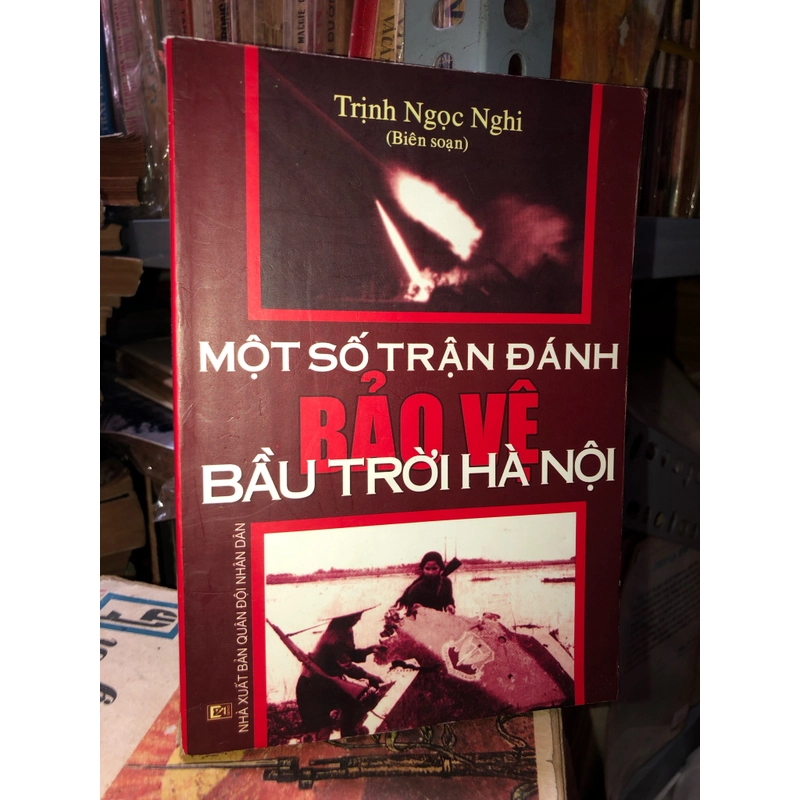 Trịnh Ngọc Nghi
(Biên soạn)
MỘT SỐ TRẬN ĐÁNH
BẢO VỆ
BẦU TRỜI HÀ NỘI
NHÀ XUẤT BẢN QUÂN ĐỘI NHÂN DÂN